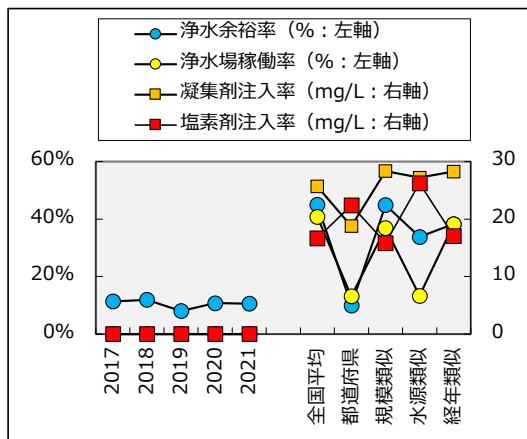 浄水余裕率（%：左軸）
浄水場稼働率（%：左軸）
凝集剤注入率（mg/L：右軸）
塩素剤注入率（mg/L：右軸）
60%
40%
20%
0%
30
20
10
0
2017
2018
2019
2020
2021
全国平均
都道府県
規模類似
水源類似
経年類似